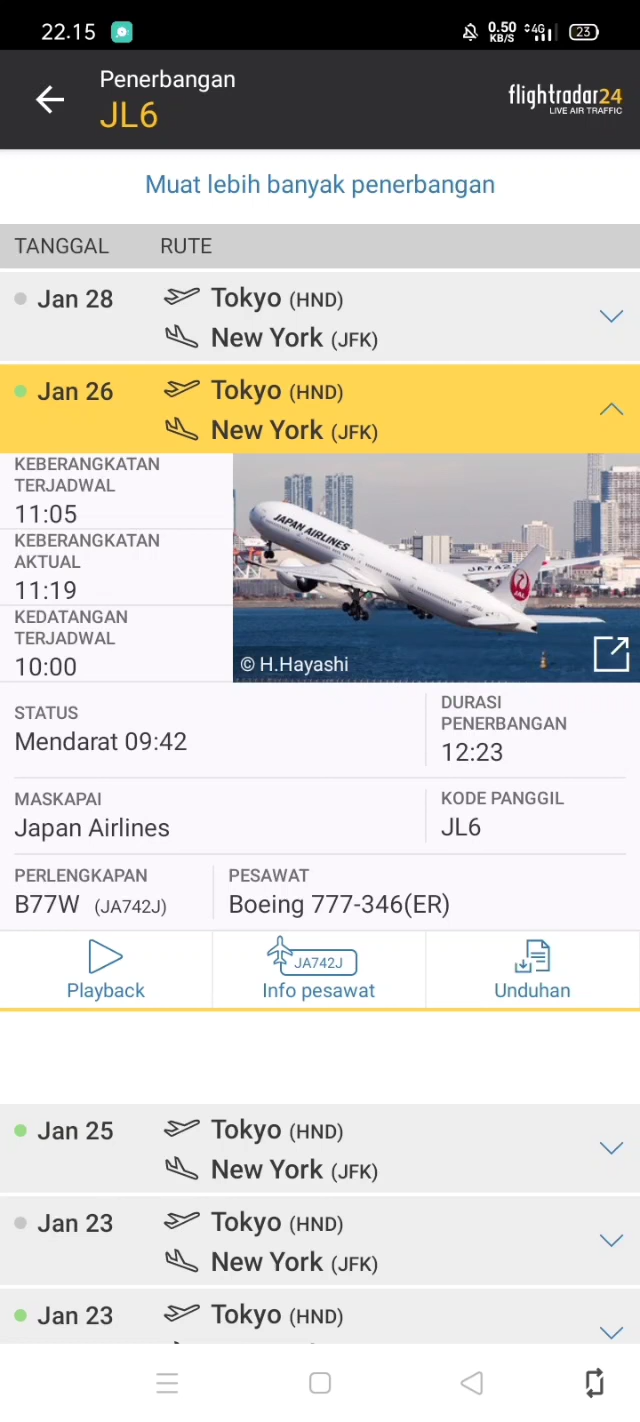 22.15
0.50
KB/S
4G
23
Penerbangan
JL6
flightradar24
LIVE AIR TRAFFIC
Muat lebih banyak penerbangan
TANGGAL RUTE
Jan 28 Tokyo (HND)
New York (JFK)
Jan 26 Tokyo (HND)
New York (JFK)
KEBERANGKATAN
TERJADWAL
11:05
KEBERANGKATAN
AKTUAL
11:19
KEDATANGAN
TERJADWAL
10:00
JAPAN AIRLINES
JA742J
JAL
© H.Hayashi
STATUS
Mendarat 09:42
DURASI
PENERBANGAN
12:23
MASKAPAI
Japan Airlines
KODE PANGGIL
JL6
PERLENGKAPAN
B77W (JA742J)
PESAWAT
Boeing 777-346(ER)
Playback
JA742J
Info pesawat
Unduhan
Jan 25 Tokyo (HND)
New York (JFK)
Jan 23 Tokyo (HND)
New York (JFK)
Jan 23 Tokyo (HND)